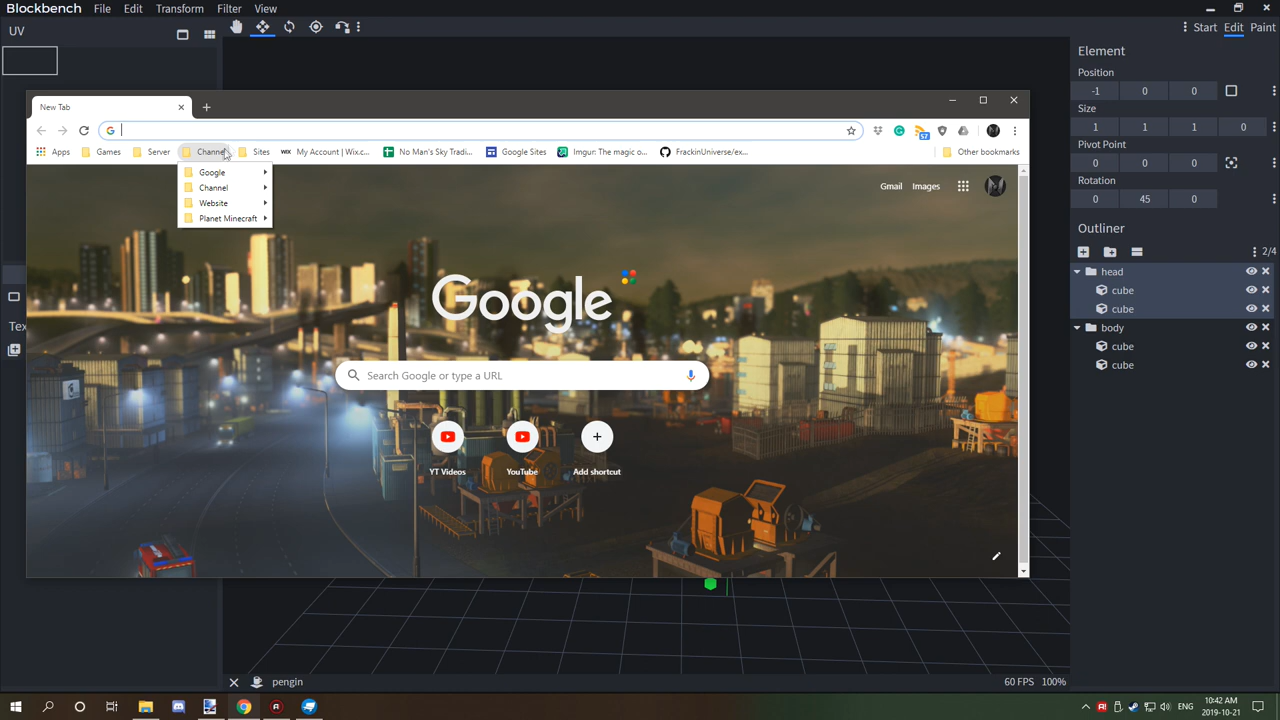 Blockbench File Edit Transform Filter View
UV
Start Edit Paint
Element
Position
-1 0 0
Size
1 1 1 0
Pivot Point
0 0 0
Rotation
0 45 0
Outliner
2/4
head
cube
cube
body
cube
cube
New Tab
Apps Games Server Channel Sites My Account | Wix.c... No Man's Sky Tradi... Google Sites Imgur: The magic o... FrackinUniverse/ex... Other bookmarks
WIX
57
Google
Channel
Website
Planet Minecraft
Gmail Images
Google
Search Google or type a URL
YT Videos YouTube Add shortcut
Tex
pengin
60 FPS 100%
ENG
10:42 AM
2019-10-21